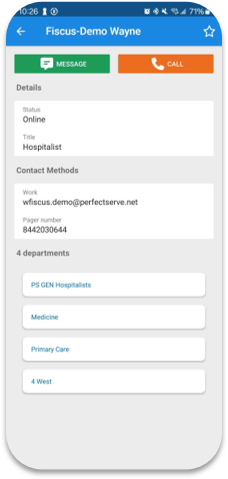 10:26
71%
Fiscus-Demo Wayne
MESSAGE
CALL
Details
Status
Online
Title
Hospitalist
Contact Methods
Work
wfiscus.demo@perfectserve.net
Pager number
8442030644
4 departments
PS GEN Hospitalists
Medicine
Primary Care
4 West